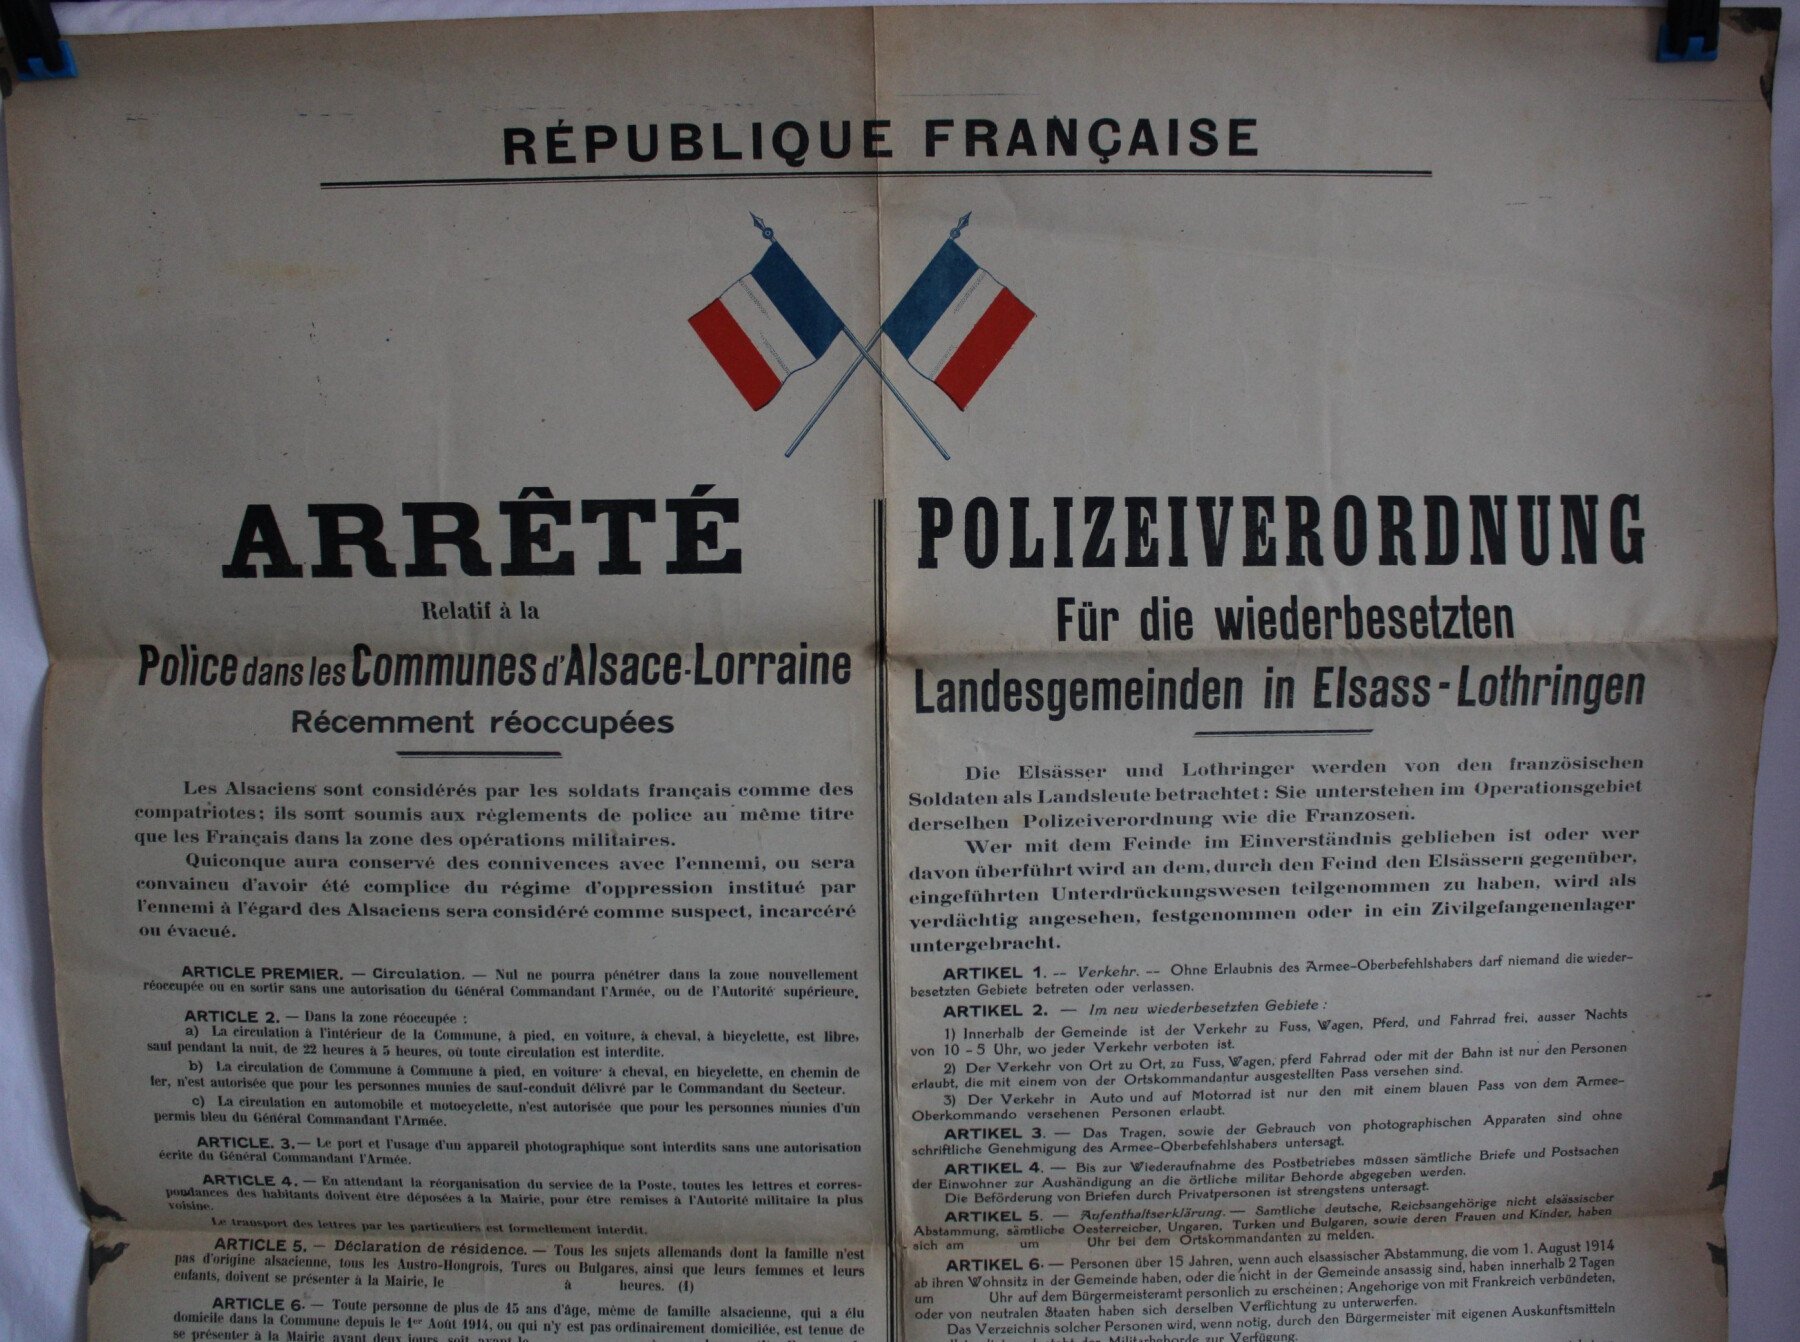 RÉPUBLIQUE FRANÇAISE
ARRÊTÉ
Relatif à la
Police dans les Communes d'Alsace-Lorraine
Récemment réoccupées
Les Alsaciens sont considérés par les soldats français comme des
compatriotes; ils sont soumis aux règlements de police au même titre
que les Français dans la zone des opérations militaires.
Quiconque aura conservé des connivences avec l'ennemi, ou sera
convaincu d'avoir été complice du régime d'oppression institué par
l'ennemi à l'égard des Alsaciens sera considéré comme suspect, incarcéré
ou évacué.
ARTICLE PREMIER. — Circulation. — Nul ne pourra pénétrer dans la zone nouvellement
réoccupée ou en sortir sans une autorisation du Général Commandant l'Armée, ou de l'Autorité supérieure.
ARTICLE 2. — Dans la zone réoccupée :
a) La circulation à l'intérieur de la Commune, à pied, en voiture, à cheval, à bicyclette, est libre,
sauf pendant la nuit, de 22 heures à 5 heures, où toute circulation est interdite.
b) La circulation de Commune à Commune à pied, en voiture à cheval, en bicyclette, en chemin de
fer, n'est autorisée que pour les personnes munies de sauf-conduit délivré par le Commandant du Secteur.
c) La circulation en automobile et motocyclette, n'est autorisée que pour les personnes munies d'un
permis bleu du Général Commandant l'Armée.
ARTICLE. 3. — Le port et l'usage d'un appareil photographique sont interdits sans une autorisation
écrite du Général Commandant l'Armée.
ARTICLE 4. — En attendant la réorganisation du service de la Poste, toutes les lettres et corres-
pondances des habitants doivent être déposées à la Mairie, pour être remises à l'Autorité militaire la plus
voisine.
Le transport des lettres par les particuliers est formellement interdit.
ARTICLE 5. — Déclaration de résidence. — Tous les sujets allemands dont la famille n'est
pas d'origine alsacienne, tous les Austro-Hongrois, Turcs ou Bulgares, ainsi que leurs femmes et leurs
enfants, doivent se présenter à la Mairie, le à heures. (1)
ARTICLE 6. — Toute personne de plus de 15 ans d'âge, même de famille alsacienne, qui a élu
domicile dans la Commune depuis le 1er Août 1914, ou qui n'y est pas ordinairement domiciliée, est tenue de
se présenter à la Mairie avant deux jours, soit avant le
POLIZEIVERORDNUNG
Für die wiederbesetzten
Landesgemeinden in Elsass-Lothringen
Die Elsässer und Lothringer werden von den französischen
Soldaten als Landsleute betrachtet: Sie unterstehen im Operationsgebiet
derselhen Polizeiverordnung wie die Franzosen.
Wer mit dem Feinde im Einverständnis geblieben ist oder wer
davon überführt wird an dem, durch den Feind den Elsässern gegenüber,
eingeführten Unterdrückungswesen teilgenommen zu haben, wird als
verdächtig angesehen, festgenommen oder in ein Zivilgefangenenlager
untergebracht.
ARTIKEL 1. -- Verkehr. -- Ohne Erlaubnis des Armee-Oberbefehlshabers darf niemand die wieder-
besetzten Gebiete betreten oder verlassen.
ARTIKEL 2. — Im neu wiederbesetzten Gebiete :
1) Innerhalb der Gemeinde ist der Verkehr zu Fuss, Wagen, Pferd, und Fahrrad frei, ausser Nachts
von 10 - 5 Uhr, wo jeder Verkehr verboten ist.
2) Der Verkehr von Ort zu Ort, zu Fuss, Wagen, pferd Fahrrad oder mit der Bahn ist nur den Personen
erlaubt, die mit einem von der Ortskommandantur ausgestellten Pass versehen sind.
3) Der Verkehr in Auto und auf Motorrad ist nur den mit einem blauen Pass von dem Armee-
Oberkommando versehenen Personen erlaubt.
ARTIKEL 3. — Das Tragen, sowie der Gebrauch von photographischen Apparaten sind ohne
schriftliche Genehmigung des Armee-Oberbefehlshabers untersagt.
ARTIKEL 4. — Bis zur Wiederaufnahme des Postbetriebes müssen sämtliche Briefe und Postsachen
der Einwohner zur Aushändigung an die örtliche militar Behorde abgegeben werden.
Die Beförderung von Briefen durch Privatpersonen ist strengstens untersagt.
ARTIKEL 5. — Aufenthaltserklärung. — Samtliche deutsche, Reichsangehörige nicht elsässischer
Abstammung, sämtliche Oesterreicher, Ungaren, Turken und Bulgaren, sowie deren Frauen und Kinder, haben
sich am um Uhr bei dem Ortskommandanten zu melden.
ARTIKEL 6. — Personen über 15 Jahren, wenn auch elsassischer Abstammung, die vom 1. August 1914
ab ihren Wohnsitz in der Gemeinde haben, oder die nicht in der Gemeinde ansassig sind, haben innerhalb 2 Tagen
um Uhr auf dem Bürgermeisteramt personlich zu erscheinen; Angehorige von mit Frankreich verbündeten,
oder von neutralen Staaten haben sich derselben Verflichtung zu unterwerfen.
Das Verzeichnis solcher Personen wird, wenn notig, durch den Bürgermeister mit eigenen Auskunftsmitteln
der Militarbehorde zur Verfügung.